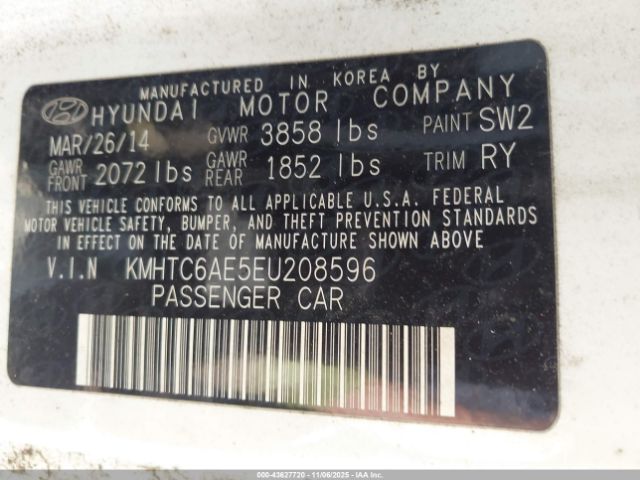 MANUFACTURED IN KOREA BY
HYUNDAI MOTOR COMPANY
MAR/26/14 GVWR 3858 lbs PAINT SW2
GAWR FRONT 2072 lbs GAWR REAR 1852 lbs TRIM RY
THIS VEHICLE CONFORMS TO ALL APPLICABLE U.S.A. FEDERAL
MOTOR VEHICLE SAFETY, BUMPER, AND THEFT PREVENTION STANDARDS
IN EFFECT ON THE DATE OF MANUFACTURE SHOWN ABOVE
V.I.N KMHTC6AE5EU208596
PASSENGER CAR
000-43627720 - 11/06/2025 - IAAI.COM